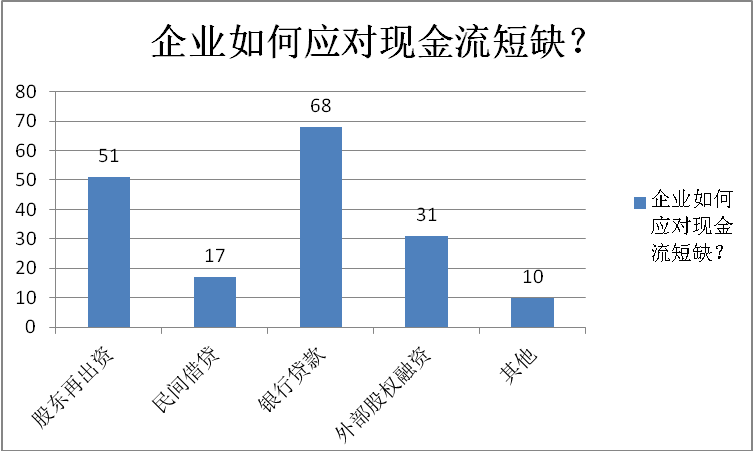 企业如何应对现金流短缺？
80
70
60
50
40
30
20
10
0
51
17
68
31
10
股东再出资
民间借贷
银行贷款
外部股权融资
其他
企业如何
应对现金
流短缺？